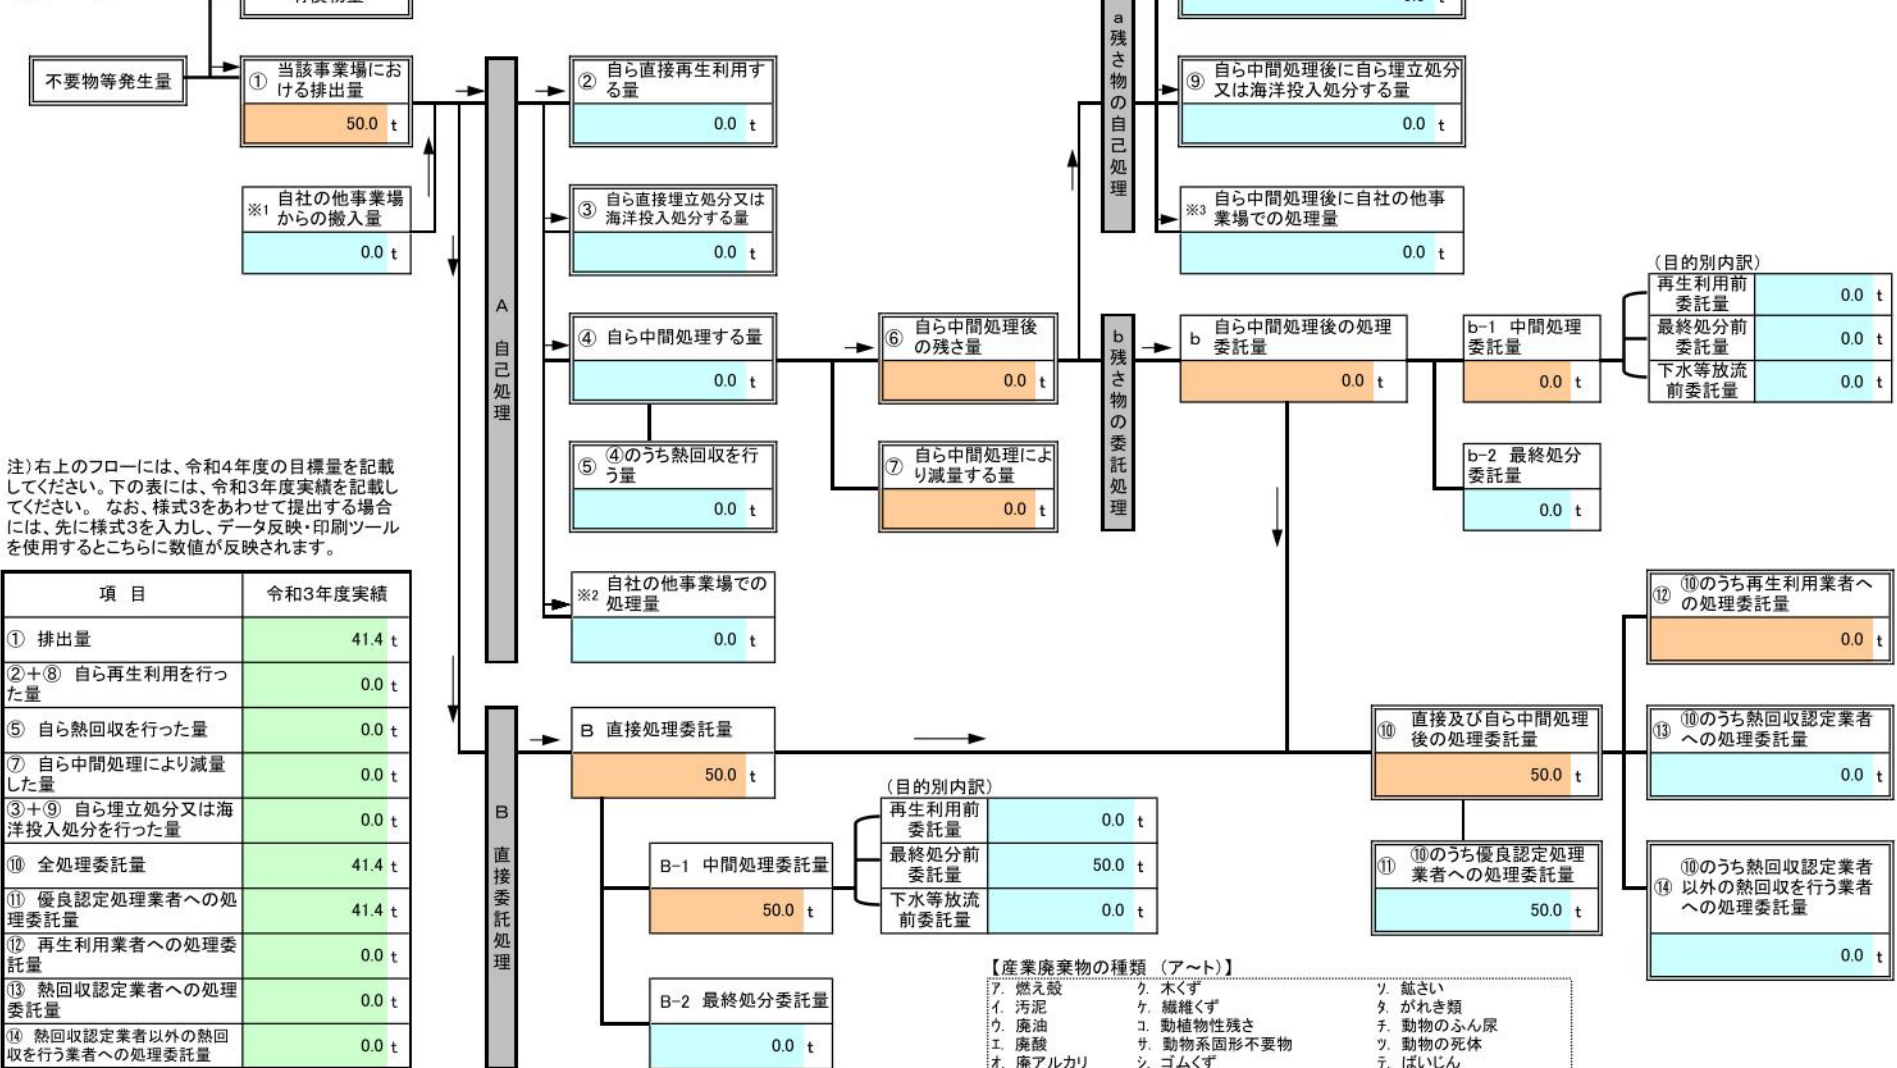 不要物等発生量
① 当該事業場にお
ける排出量
50.0 t
※1 自社の他事業場
からの搬入量
0.0 t
A 自己処理
② 自ら直接再生利用す
る量
0.0 t
③ 自ら直接埋立処分又は
海洋投入処分する量
0.0 t
④ 自ら中間処理する量
0.0 t
⑤ ④のうち熱回収を行
う量
0.0 t
※2 自社の他事業場での
処理量
0.0 t
⑥ 自ら中間処理後
の残さ量
0.0 t
⑦ 自ら中間処理によ
り減量する量
0.0 t
a 残さ物の自己処理
⑨ 自ら中間処理後に自ら埋立処分
又は海洋投入処分する量
0.0 t
※3 自ら中間処理後に自社の他事
業場での処理量
0.0 t
b 残さ物の委託処理
b 自ら中間処理後の処理
委託量
0.0 t
b-1 中間処理
委託量
0.0 t
(目的別内訳)
再生利用前
委託量
0.0 t
最終処分前
委託量
0.0 t
下水等放流
前委託量
0.0 t
b-2 最終処分
委託量
0.0 t
注)右上のフローには、令和4年度の目標量を記載
してください。下の表には、令和3年度実績を記載し
てください。 なお、様式3をあわせて提出する場合
には、先に様式3を入力し、データ反映・印刷ツール
を使用するとこちらに数値が反映されます。
項 目 令和3年度実績
① 排出量 41.4 t
②+⑧ 自ら再生利用を行っ
た量 0.0 t
⑤ 自ら熱回収を行った量 0.0 t
⑦ 自ら中間処理により減量
した量 0.0 t
③+⑨ 自ら埋立処分又は海
洋投入処分を行った量 0.0 t
⑩ 全処理委託量 41.4 t
⑪ 優良認定処理業者への処
理委託量 41.4 t
⑫ 再生利用業者への処理委
託量 0.0 t
⑬ 熱回収認定業者への処理
委託量 0.0 t
⑭ 熱回収認定業者以外の熱回
収を行う業者への処理委託量 0.0 t
B 直接委託処理
B 直接処理委託量
50.0 t
B-1 中間処理委託量
50.0 t
(目的別内訳)
再生利用前
委託量
0.0 t
最終処分前
委託量
50.0 t
下水等放流
前委託量
0.0 t
B-2 最終処分委託量
0.0 t
⑩ 直接及び自ら中間処理
後の処理委託量
50.0 t
⑪ ⑩のうち優良認定処理
業者への処理委託量
50.0 t
⑫ ⑩のうち再生利用業者へ
の処理委託量
0.0 t
⑬ ⑩のうち熱回収認定業者
への処理委託量
0.0 t
⑭ ⑩のうち熱回収認定業者
以外の熱回収を行う業者
への処理委託量
0.0 t
【産業廃棄物の種類 (ア~ト)】
ア. 燃え殻 ク. 木くず ソ. 鉱さい
イ. 汚泥 ケ. 繊維くず タ. がれき類
ウ. 廃油 コ. 動植物性残さ チ. 動物のふん尿
エ. 廃酸 サ. 動物系固形不要物 ツ. 動物の死体
オ. 廃アルカリ シ. ゴムくず テ. ばいじん